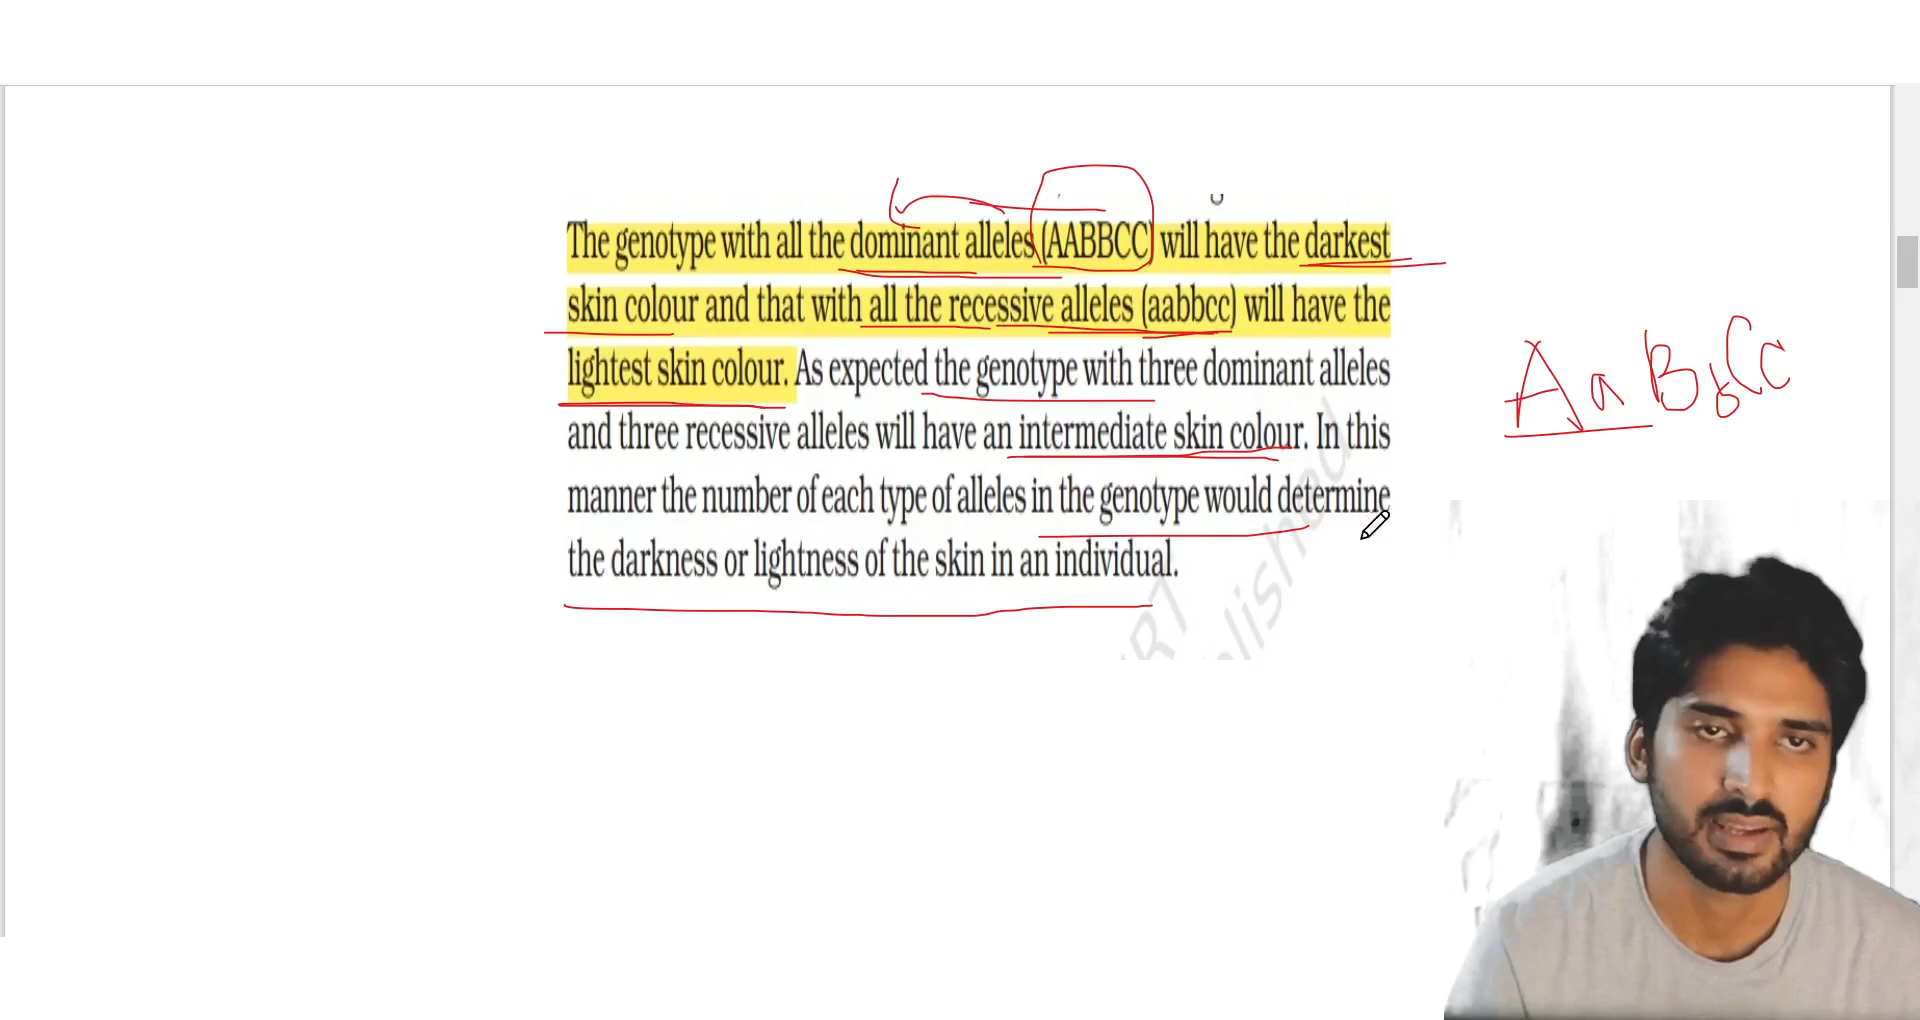 The genotype with all the dominant alleles (AABBCC) will have the darkest
skin colour and that with all the recessive alleles (aabbcc) will have the
lightest skin colour. As expected the genotype with three dominant alleles
and three recessive alleles will have an intermediate skin colour. In this
manner the number of each type of alleles in the genotype would determine
the darkness or lightness of the skin in an individual.
AaBbCc